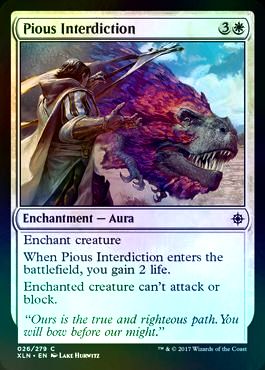 Pious Interdiction 3
Enchantment — Aura
Enchant creature
When Pious Interdiction enters the
battlefield, you gain 2 life.
Enchanted creature can't attack or
block.
"Ours is the true and righteous path. You
will bow before our might."
026/279 C
XLN • EN LAKE HURWITZ
™ & © 2017 Wizards of the Coast